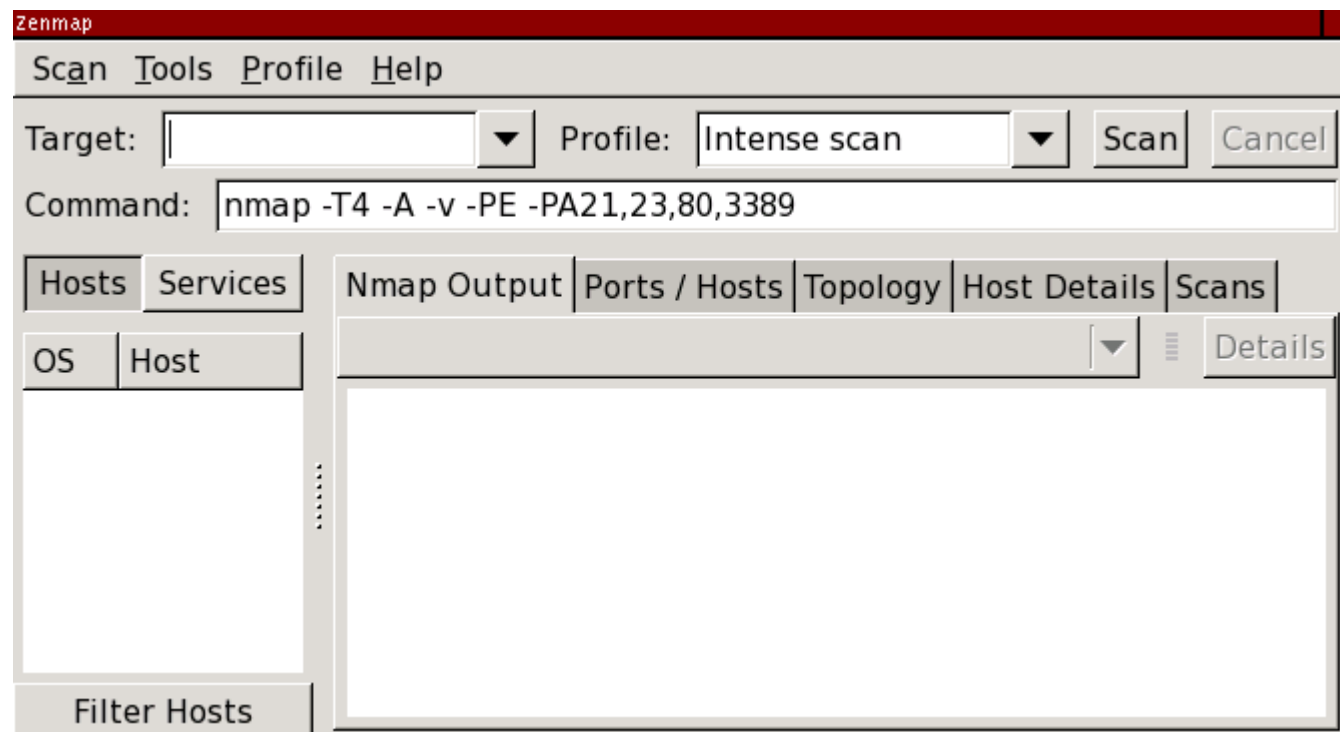 Zenmap
Scan Tools Profile Help
Target: Profile: Intense scan Scan Cancel
Command: nmap -T4 -A -v -PE -PA21,23,80,3389
Hosts Services Nmap Output Ports / Hosts Topology Host Details Scans
OS Host Details
Filter Hosts